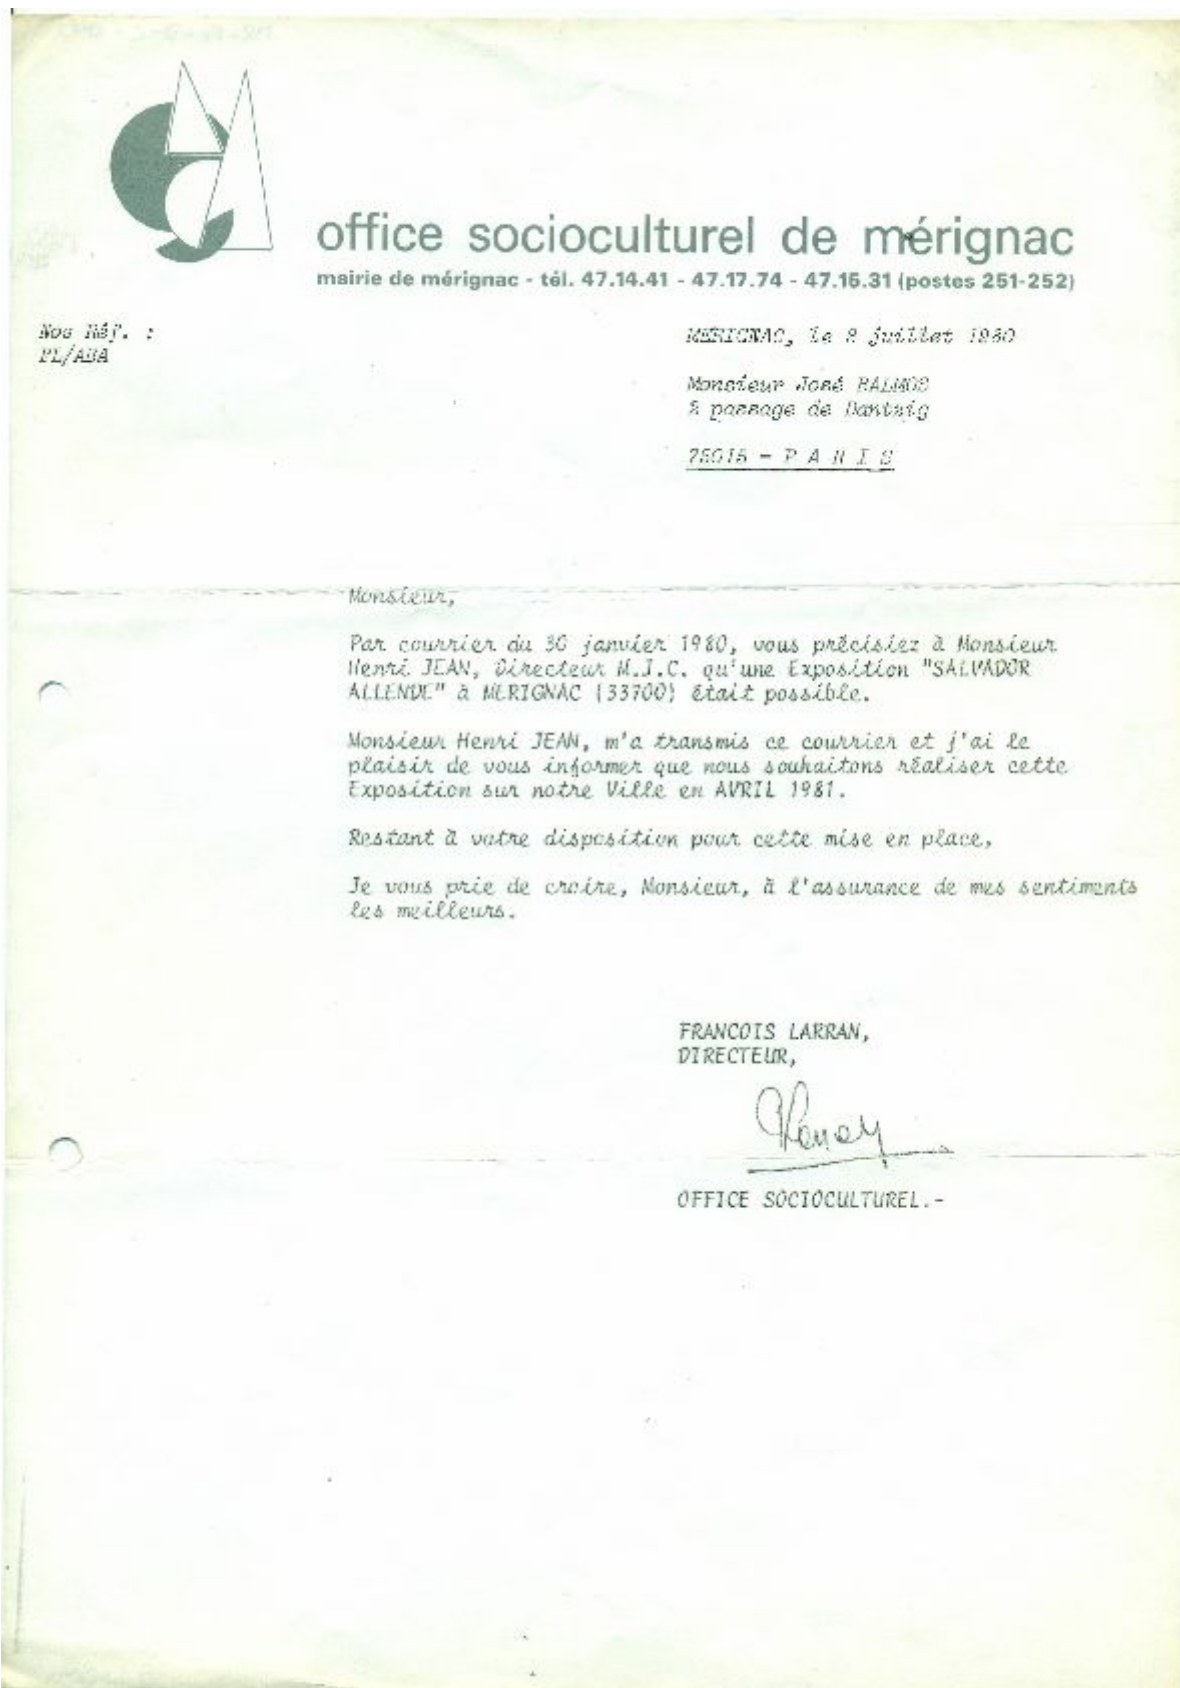 office socioculturel de mérignac
mairie de mérignac - tél. 47.14.41 - 47.17.74 - 47.15.31 (postes 251-252)
Nos Réf. :
MERIGNAC, le 8 juillet 1980
Monsieur José BALMES
2 passage de Dantzig
75015 - P A R I S
Monsieur,
Par courrier du 30 janvier 1980, vous précisiez à Monsieur
Henri JEAN, Directeur M.J.C. qu'une Exposition "SALVADOR
ALLENDE" à MERIGNAC (33700) était possible.
Monsieur Henri JEAN, m'a transmis ce courrier et j'ai le
plaisir de vous informer que nous souhaitons réaliser cette
Exposition sur notre Ville en AVRIL 1981.
Restant à votre disposition pour cette mise en place,
Je vous prie de croire, Monsieur, à l'assurance de mes sentiments
les meilleurs.
FRANCOIS LARRAN,
DIRECTEUR,
OFFICE SOCIOCULTUREL.-